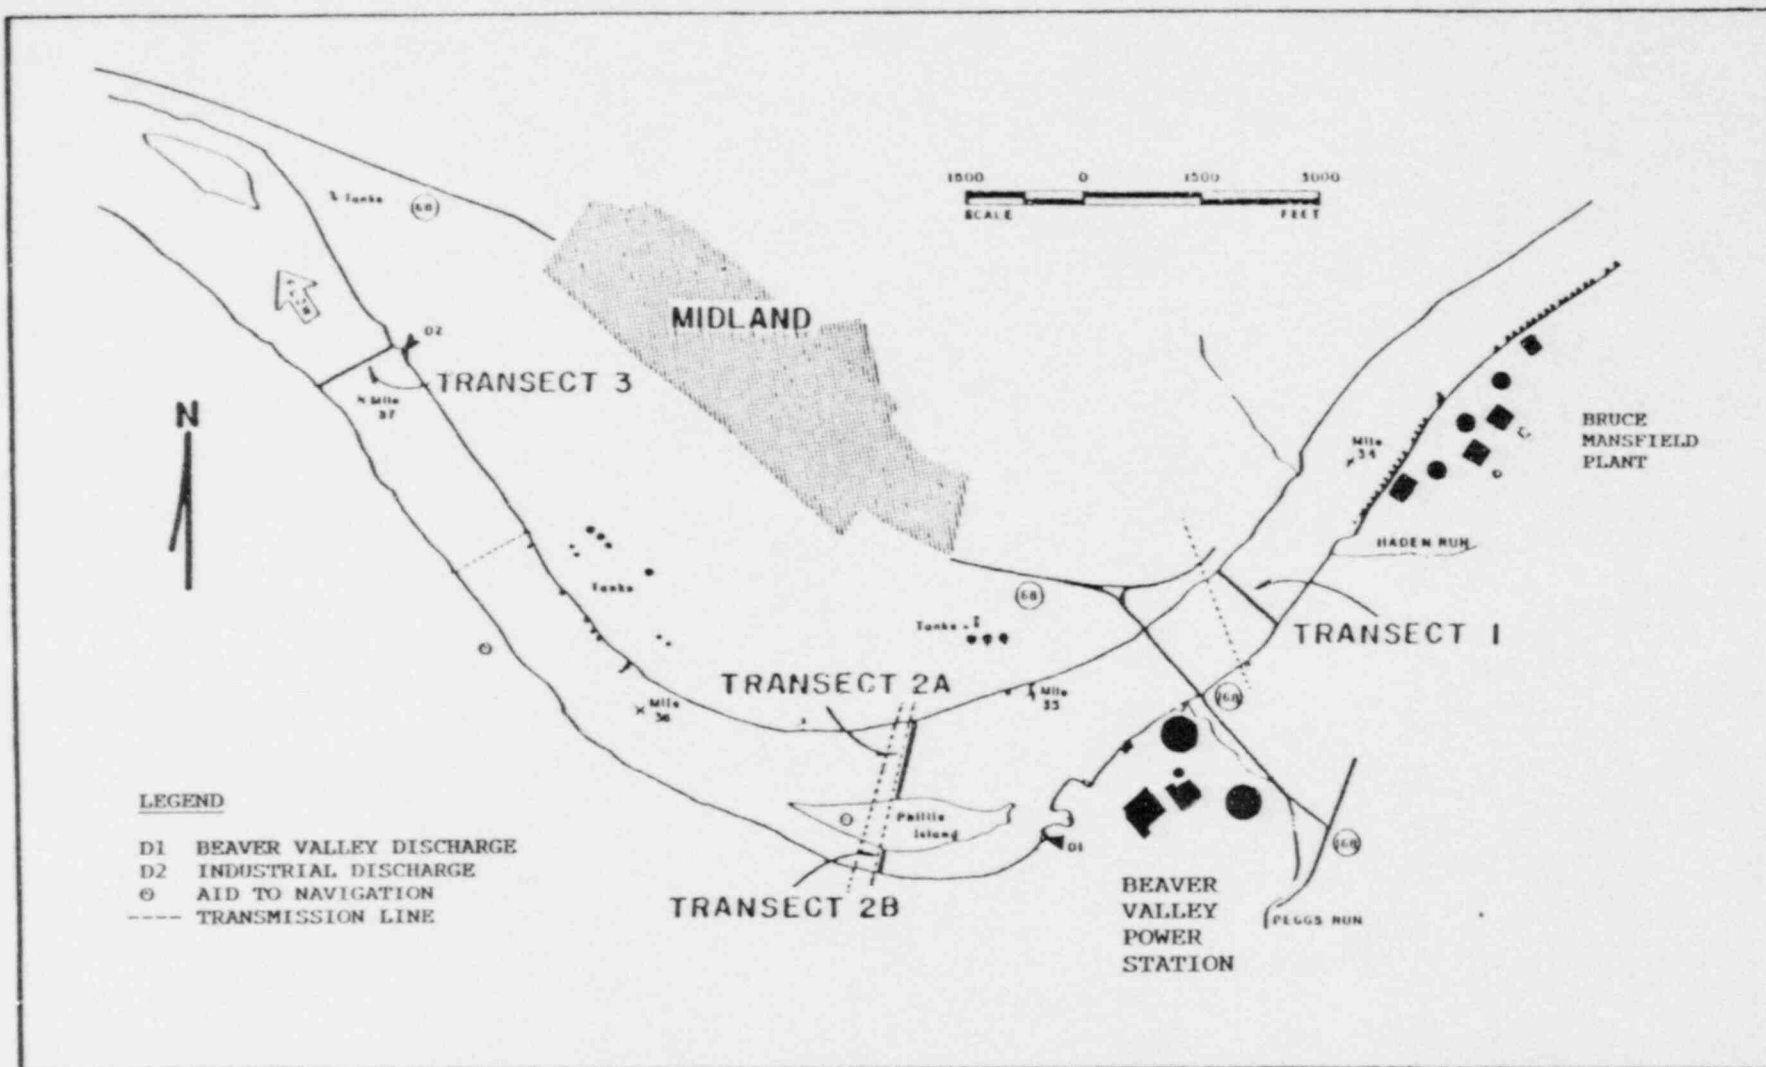 1500 0 1500 3000
SCALE FEET
Tanks
68
MIDLAND
D2
TRANSECT 3
Mile
37
N
Mile
34
BRUCE
MANSFIELD
PLANT
HADEN RUN
Tanks
68
Tanks
TRANSECT 1
TRANSECT 2A
Mile
36
Mile
35
168
Phillis
Island
D1
168
TRANSECT 2B
BEAVER
VALLEY
POWER
STATION
PEGGS RUN
LEGEND
D1 BEAVER VALLEY DISCHARGE
D2 INDUSTRIAL DISCHARGE
AID TO NAVIGATION
---- TRANSMISSION LINE